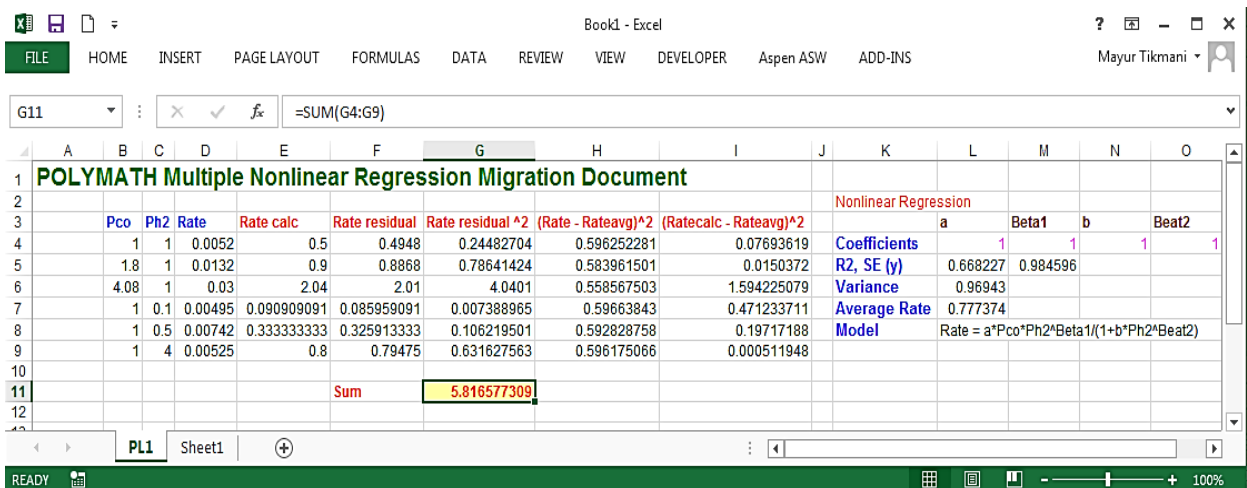 Book1 - Excel
?
FILE HOME INSERT PAGE LAYOUT FORMULAS DATA REVIEW VIEW DEVELOPER Aspen ASW ADD-INS Mayur Tikmani
G11 fx =SUM(G4:G9)
A B C D E F G H I J K L M N O
1 POLYMATH Multiple Nonlinear Regression Migration Document
2 Nonlinear Regression
3 Pco Ph2 Rate Rate calc Rate residual Rate residual ^2 (Rate - Rateavg)^2 (Ratecalc - Rateavg)^2 a Beta1 b Beat2
4 1 1 0.0052 0.5 0.4948 0.24482704 0.596252281 0.07693619 Coefficients 1 1 1 1
5 1.8 1 0.0132 0.9 0.8868 0.78641424 0.583961501 0.0150372 R2, SE (y) 0.668227 0.984596
6 4.08 1 0.03 2.04 2.01 4.0401 0.558567503 1.594225079 Variance 0.96943
7 1 0.1 0.00495 0.090909091 0.085959091 0.007388965 0.59663843 0.471233711 Average Rate 0.777374
8 1 0.5 0.00742 0.333333333 0.325913333 0.106219501 0.592828758 0.19717188 Model Rate = a*Pco*Ph2^Beta1/(1+b*Ph2^Beat2)
9 1 4 0.00525 0.8 0.79475 0.631627563 0.596175066 0.000511948
10
11 Sum 5.816577309
12
PL1 Sheet1
READY 100%